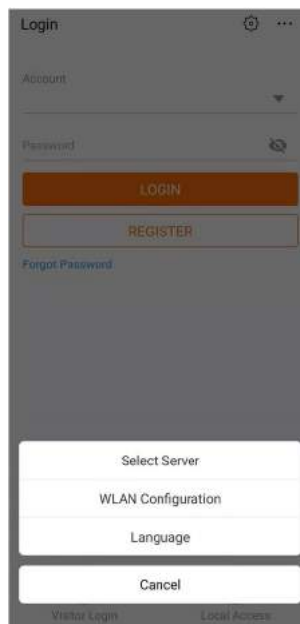 Login
Account
Password
LOGIN
REGISTER
Forgot Password
Select Server
WLAN Configuration
Language
Cancel
Visitor Login Local Access